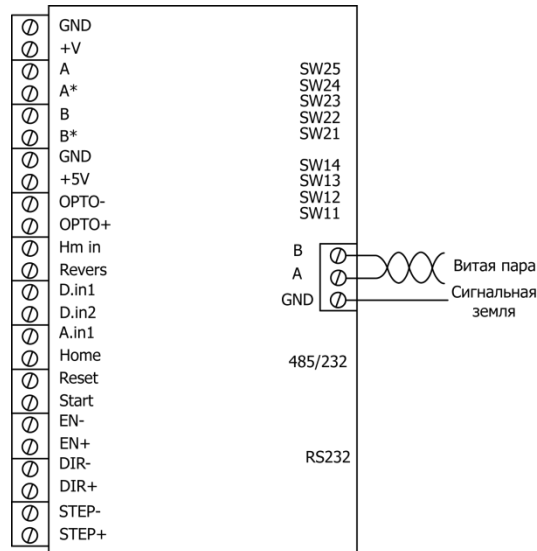 GND
+V
A
A*
B
B*
GND
+5V
OPTO-
OPTO+
Hm in
Revers
D.in1
D.in2
A.in1
Home
Reset
Start
EN-
EN+
DIR-
DIR+
STEP-
STEP+
SW25
SW24
SW23
SW22
SW21
SW14
SW13
SW12
SW11
B
A
GND
Витая пара
Сигнальная
земля
485/232
RS232